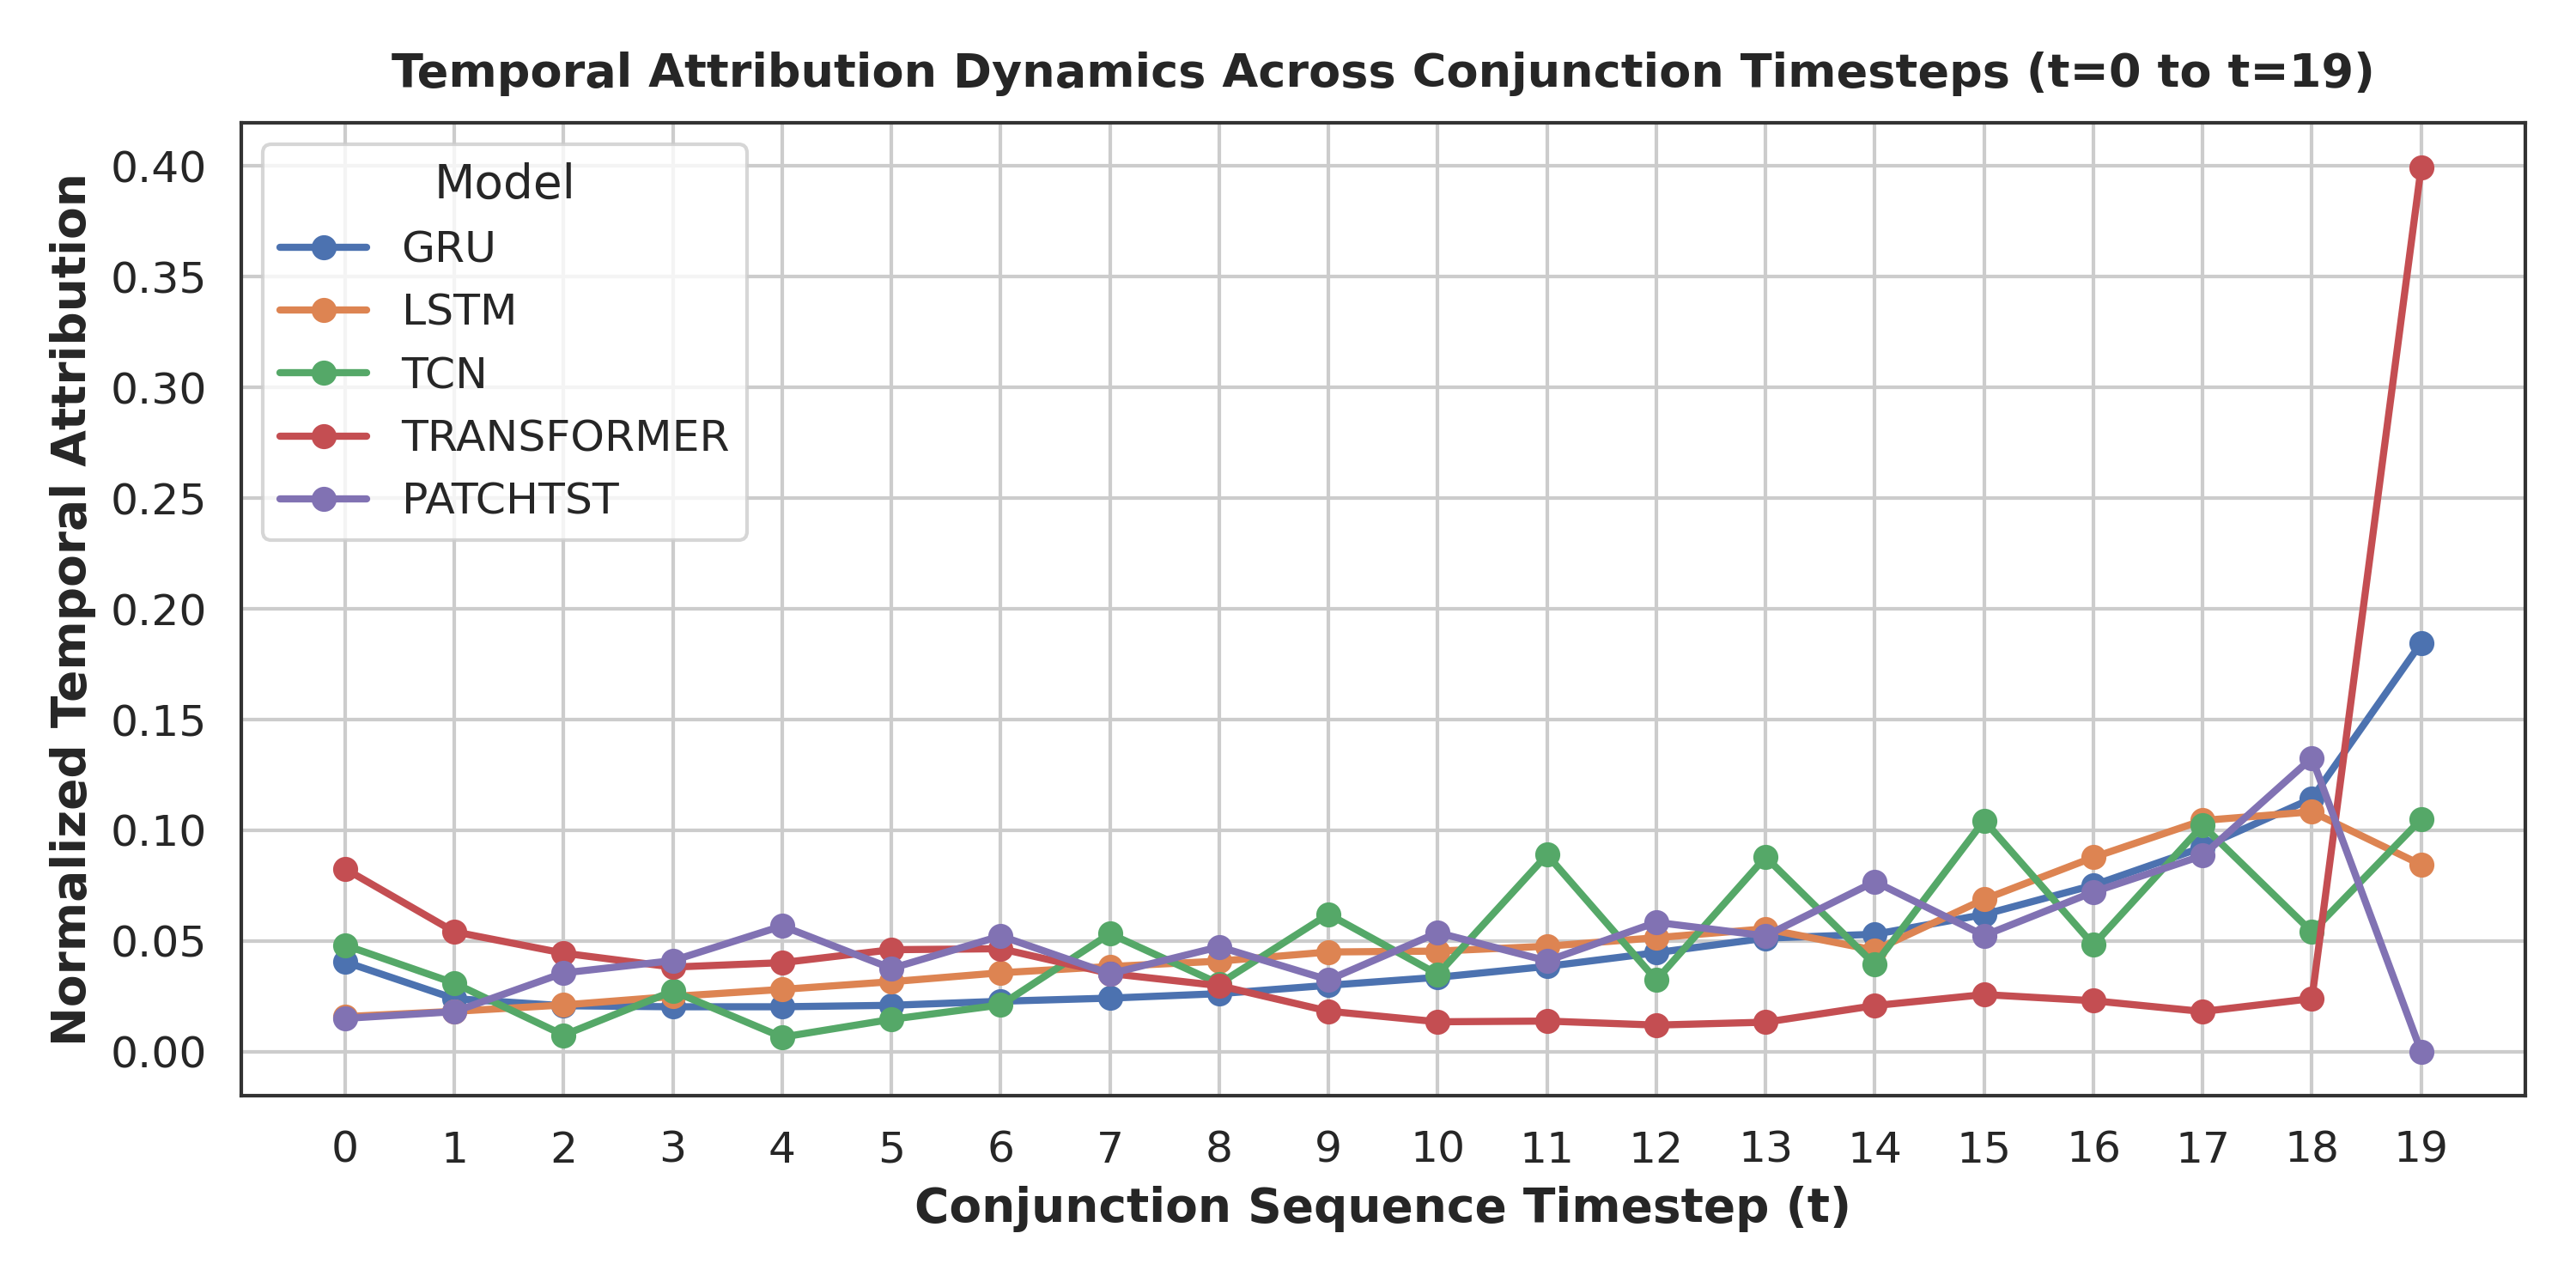 Temporal Attribution Dynamics Across Conjunction Timesteps (t=0 to t=19)
Normalized Temporal Attribution
0.40
0.35
0.30
0.25
0.20
0.15
0.10
0.05
0.00
Model
GRU
LSTM
TCN
TRANSFORMER
PATCHTST
0 1 2 3 4 5 6 7 8 9 10 11 12 13 14 15 16 17 18 19
Conjunction Sequence Timestep (t)